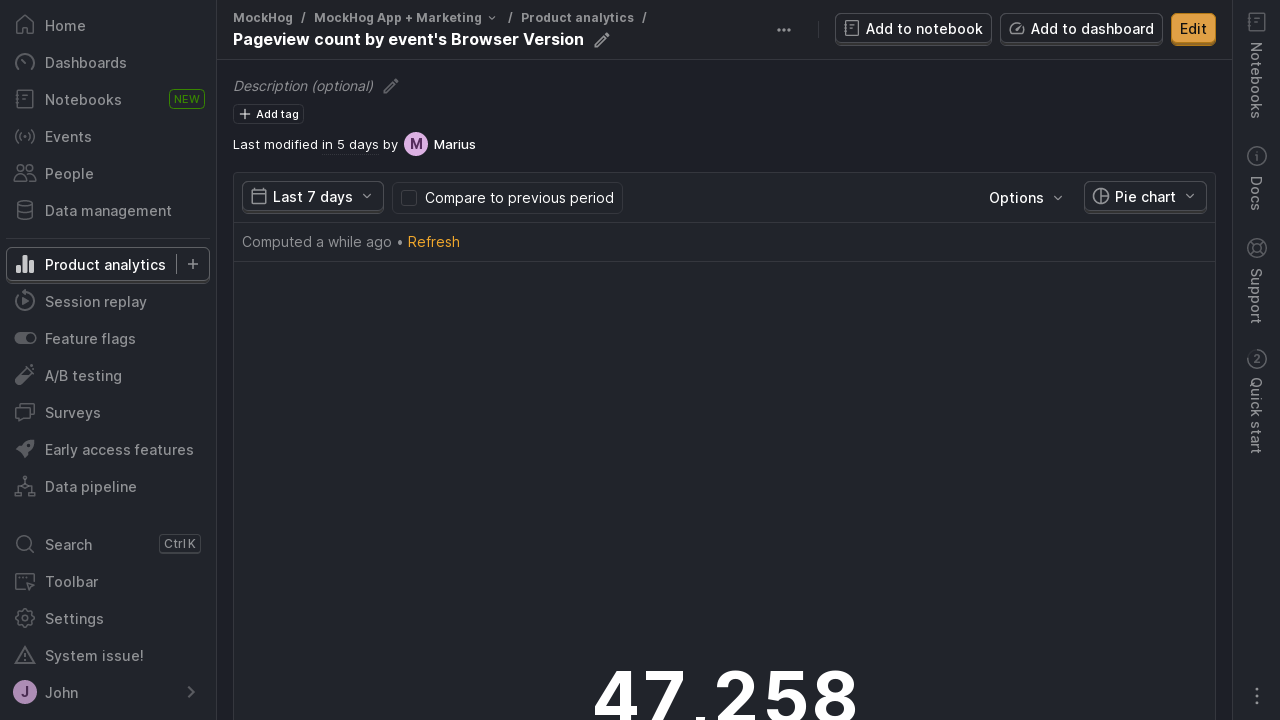 Home
Dashboards
Notebooks NEW
Events
People
Data management
Product analytics
Session replay
Feature flags
A/B testing
Surveys
Early access features
Data pipeline
Search Ctrl K
Toolbar
Settings
System issue!
J John
MockHog / MockHog App + Marketing / Product analytics /
Pageview count by event's Browser Version
Add to notebook
Add to dashboard
Edit
Description (optional)
Add tag
Last modified in 5 days by M Marius
Last 7 days
Compare to previous period
Options
Pie chart
Computed a while ago • Refresh
47,258
Notebooks
Docs
Support
2
Quick start